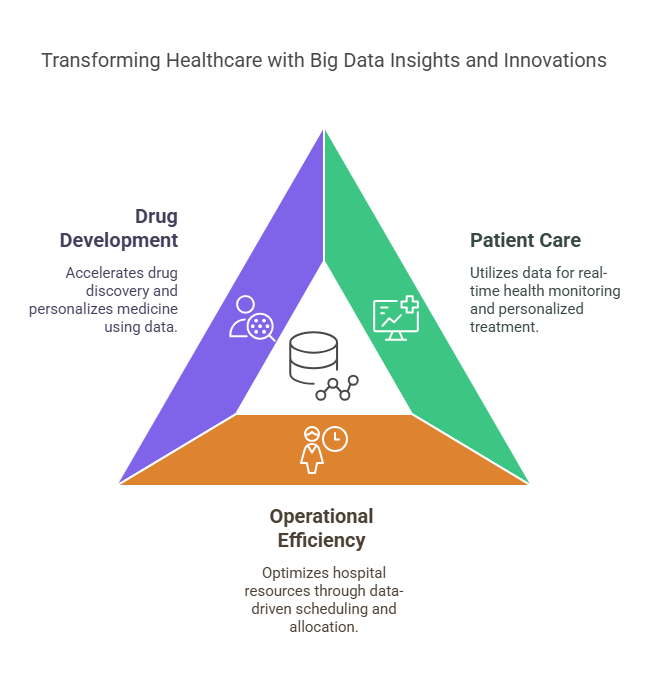 Transforming Healthcare with Big Data Insights and Innovations
Drug
Development
Accelerates drug
discovery and
personalizes medicine
using data.
Patient Care
Utilizes data for real-
time health monitoring
and personalized
treatment.
Operational
Efficiency
Optimizes hospital
resources through data-
driven scheduling and
allocation.